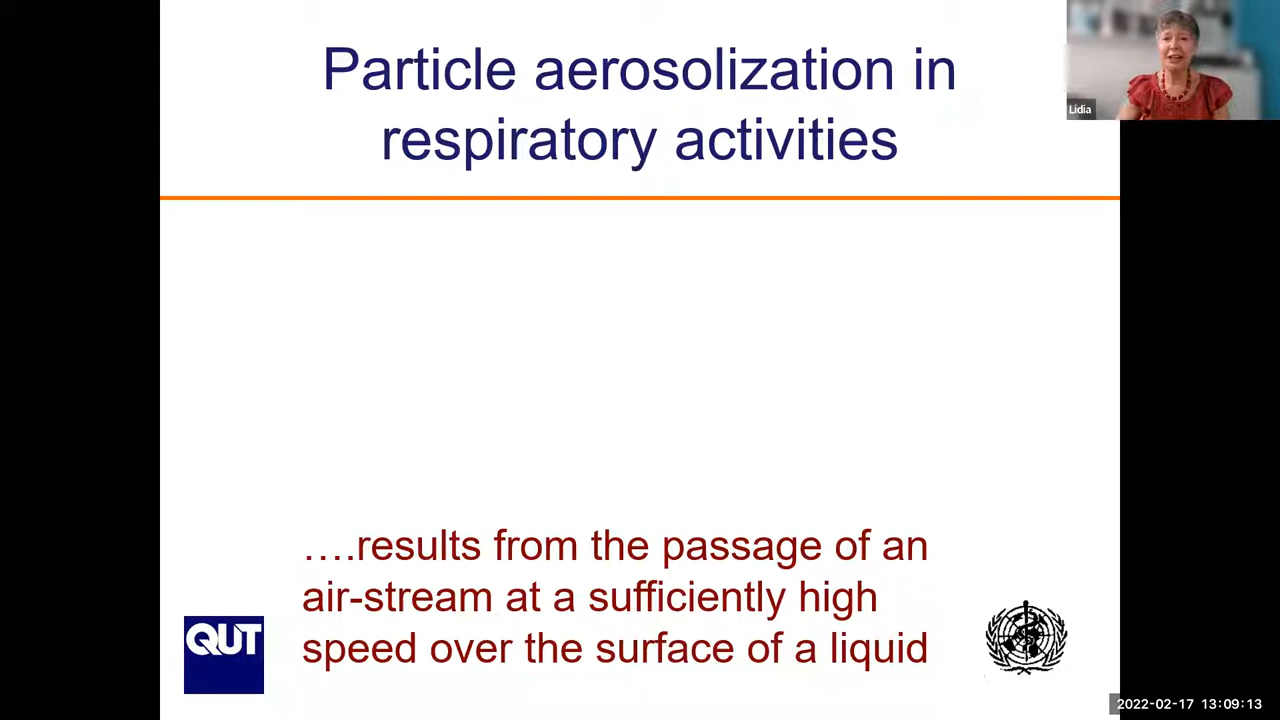 Particle aerosolization in
respiratory activities
Lidia
….results from the passage of an
air-stream at a sufficiently high
speed over the surface of a liquid
QUT
2022-02-17 13:09:13